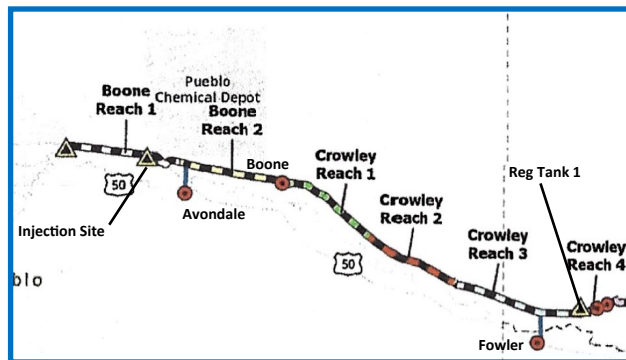 Pueblo
Chemical Depot
Boone
Reach 1
Boone
Reach 2
Boone
Crowley
Reach 1
Reg Tank 1
50
Avondale
Injection Site
Crowley
Reach 2
50
Crowley
Reach 3
Crowley
Reach 4
blo
Fowler